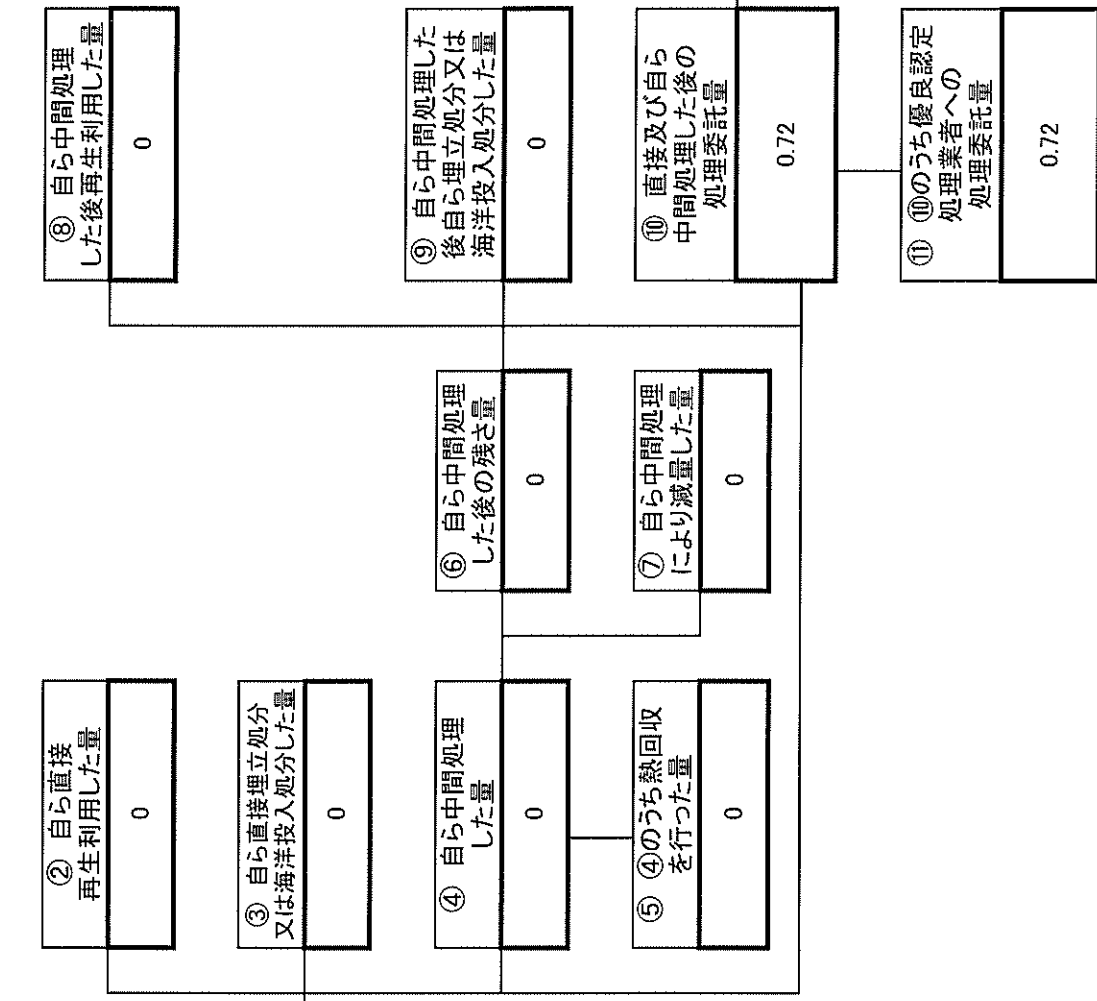 ② 自ら直接
再生利用した量
0
③ 自ら直接埋立処分
又は海洋投入処分した量
0
④ 自ら中間処理
した量
0
⑤ ④のうち熱回収
を行った量
0
⑥ 自ら中間処理
した後の残さ量
0
⑦ 自ら中間処理
により減量した量
0
⑧ 自ら中間処理
した後再生利用した量
0
⑨ 自ら中間処理した
後自ら埋立処分又は
海洋投入処分した量
0
⑩ 直接及び自ら
中間処理した後の
処理委託量
0.72
⑪ ⑩のうち優良認定
処理業者への
処理委託量
0.72